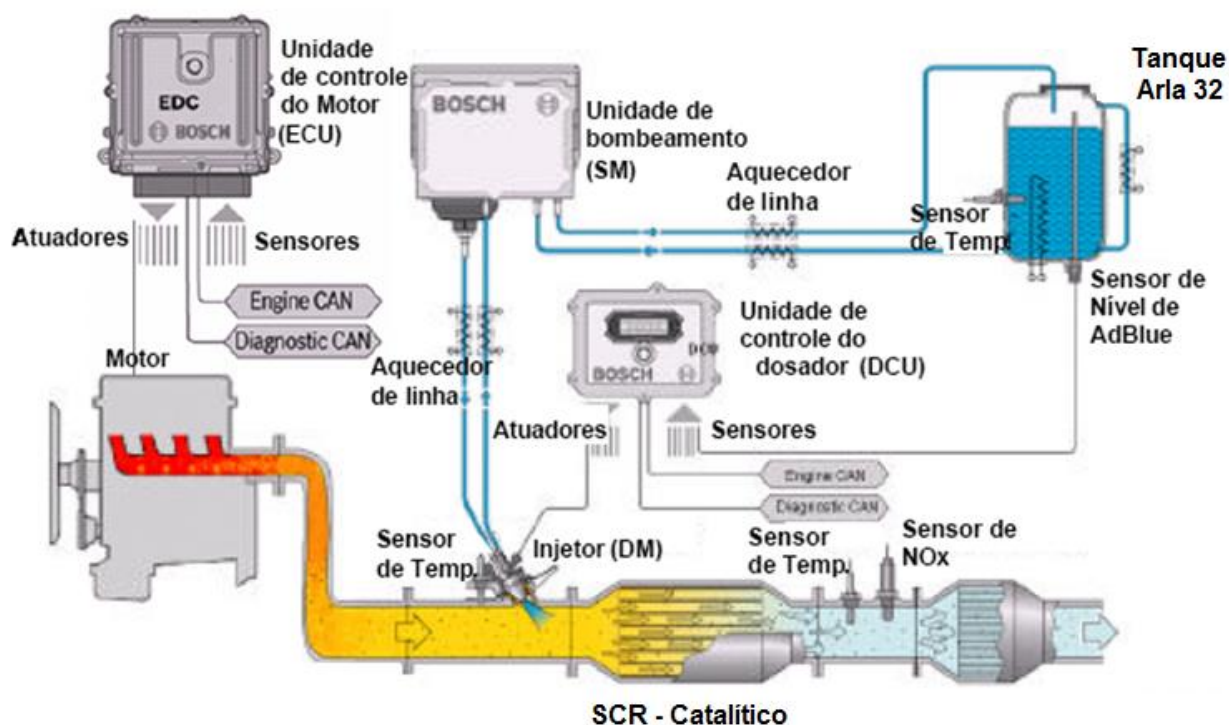 Unidade
de controle
do Motor
(ECU)
EDC
BOSCH
Atuadores
Sensores
Engine CAN
Diagnostic CAN
Motor
BOSCH
Unidade de
bombeamento
(SM)
Aquecedor
de linha
Tanque
Arla 32
Sensor
de Temp.
Sensor de
Nível de
AdBlue
Unidade de
controle do
dosador (DCU)
DCU
BOSCH
Aquecedor
de linha
Atuadores
Sensores
Engine CAN
Diagnostic CAN
Sensor
de Temp.
Injetor (DM)
Sensor
de Temp.
Sensor de
NOx
SCR - Catalítico